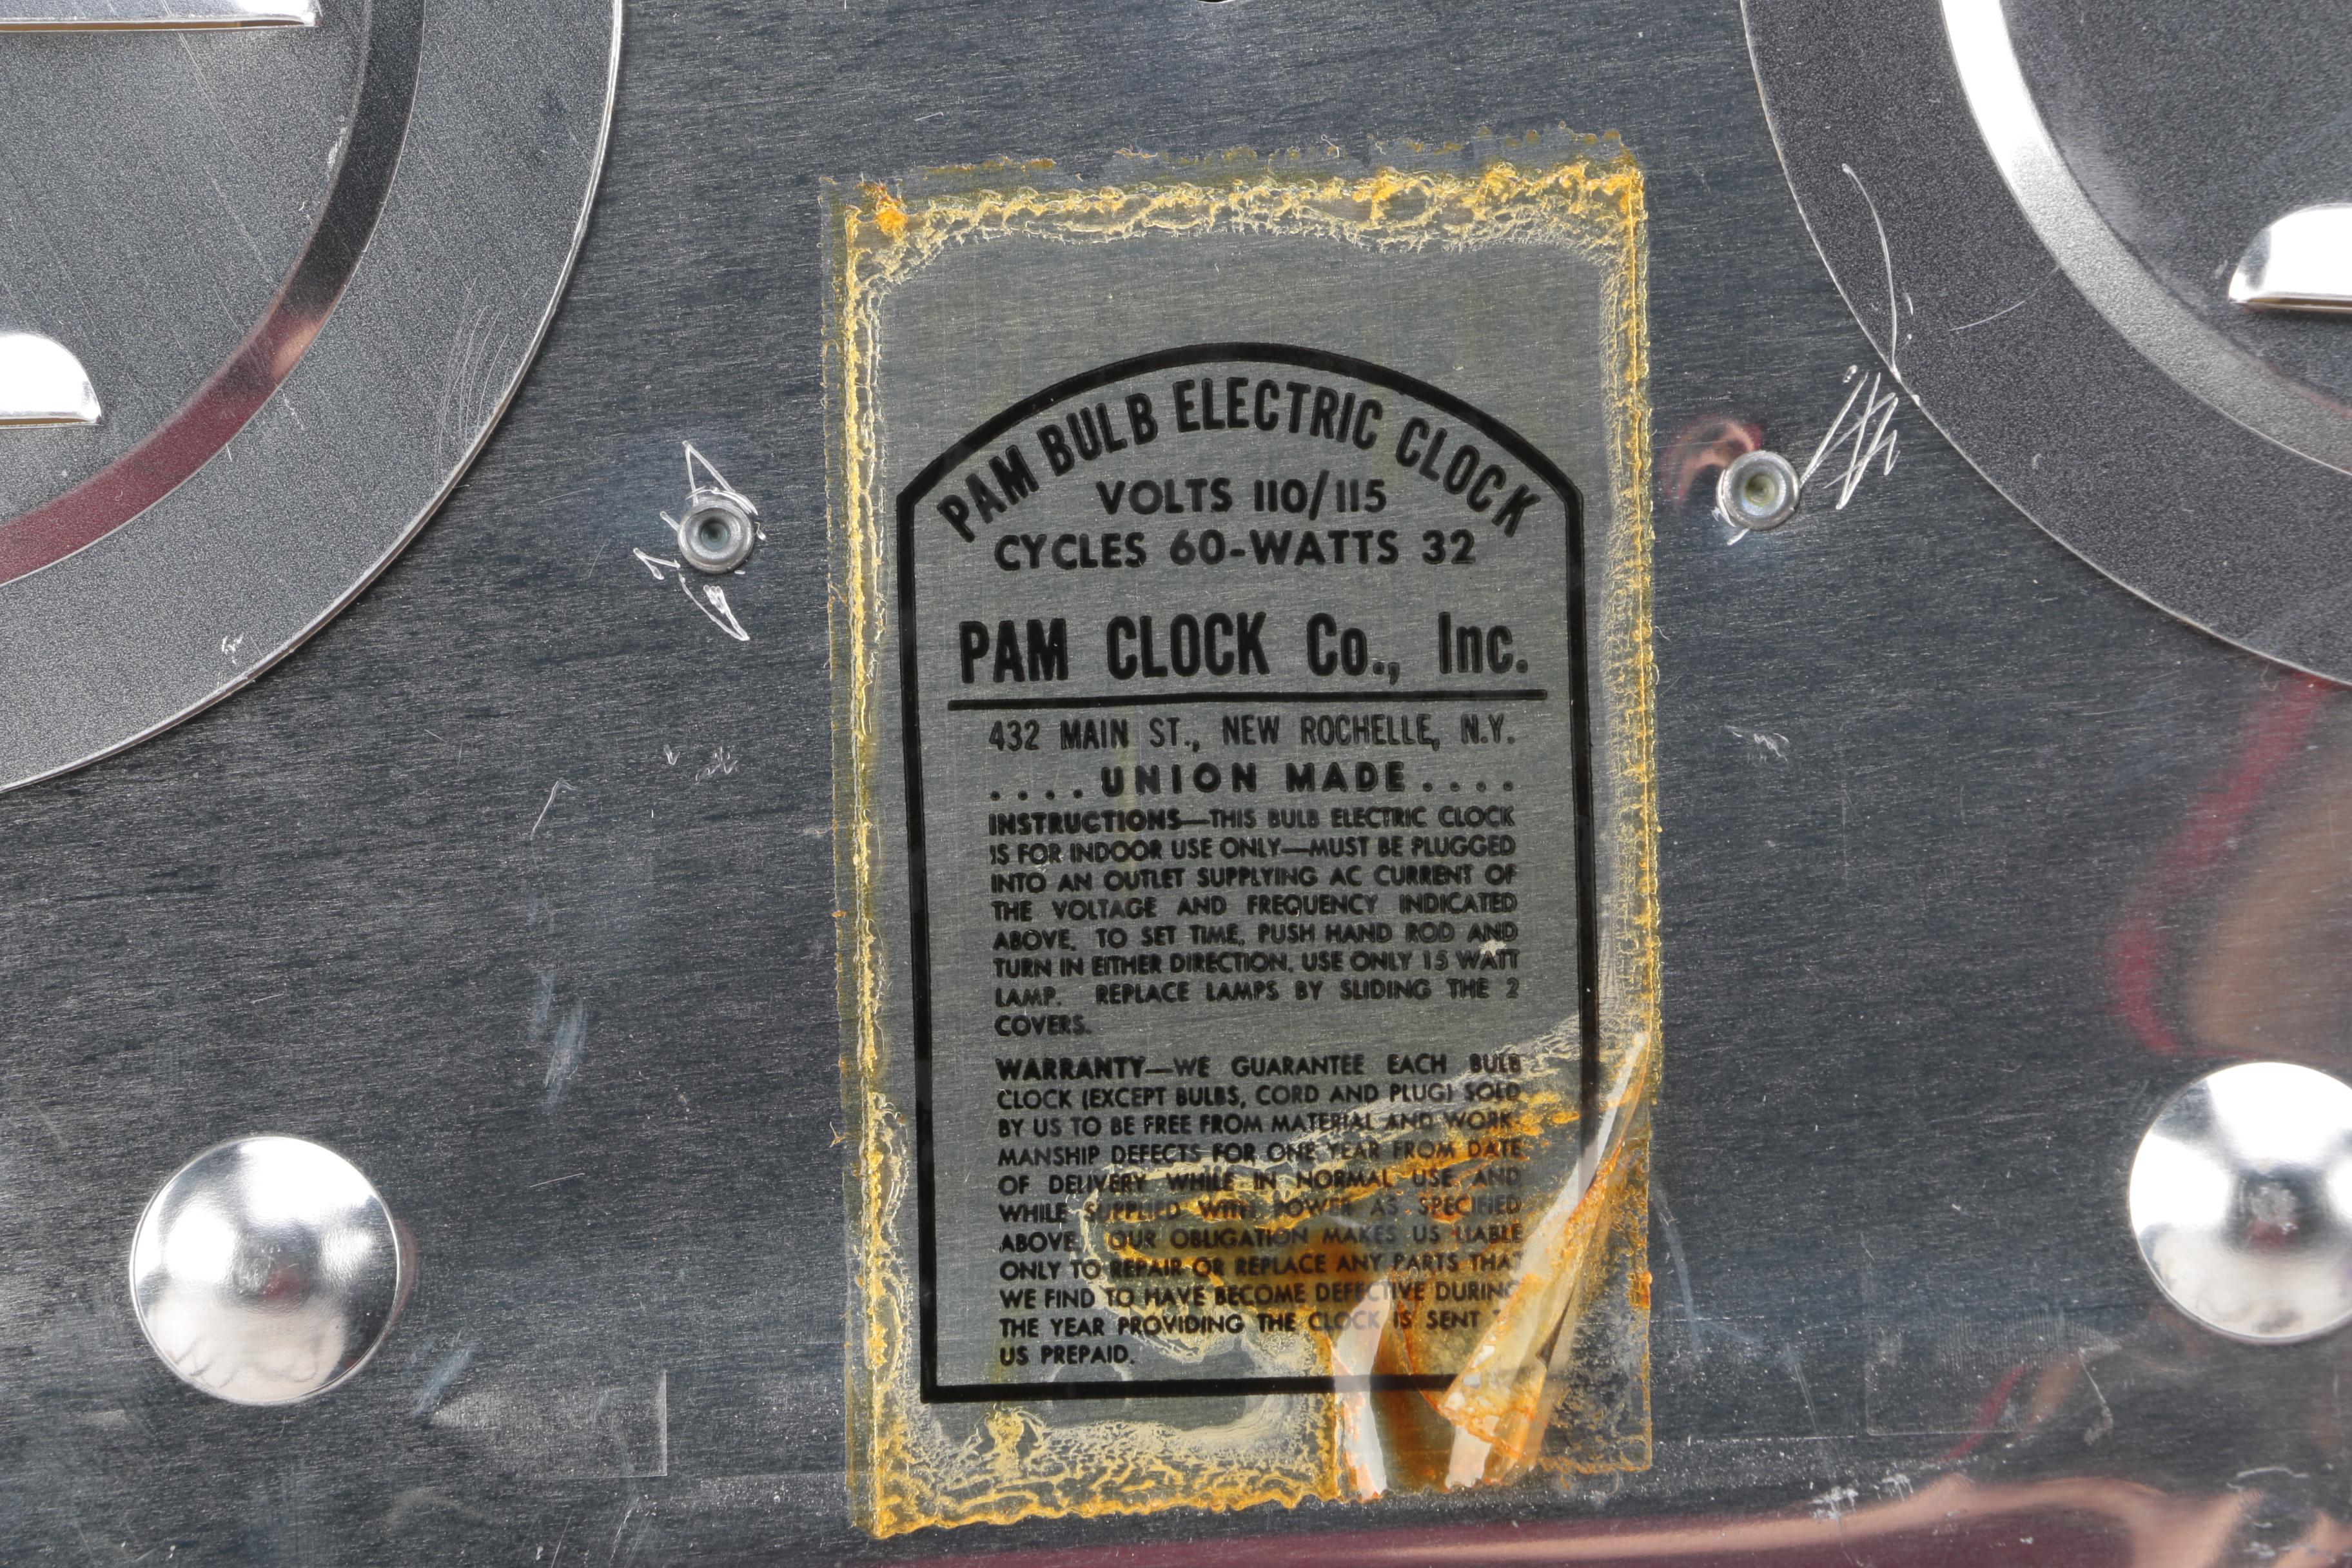 PAM BULB ELECTRIC CLOCK
VOLTS 110/115
CYCLES 60-WATTS 32
PAM CLOCK Co., Inc.
432 MAIN ST., NEW ROCHELLE, N.Y.
....UNION MADE....
INSTRUCTIONS—THIS BULB ELECTRIC CLOCK
IS FOR INDOOR USE ONLY—MUST BE PLUGGED
INTO AN OUTLET SUPPLYING AC CURRENT OF
THE VOLTAGE AND FREQUENCY INDICATED
ABOVE. TO SET TIME, PUSH HAND ROD AND
TURN IN EITHER DIRECTION. USE ONLY 15 WATT
LAMP. REPLACE LAMPS BY SLIDING THE 2
COVERS.
WARRANTY—WE GUARANTEE EACH BULB
CLOCK (EXCEPT BULBS, CORD AND PLUG) SOLD
BY US TO BE FREE FROM MATERIAL AND WORK-
MANSHIP DEFECTS FOR ONE YEAR FROM DATE
OF DELIVERY WHILE IN NORMAL USE AND
WHILE SUPPLIED WITH POWER AS SPECIFIED
ABOVE. OUR OBLIGATION MAKES US LIABLE
ONLY TO REPAIR OR REPLACE ANY PARTS THAT
WE FIND TO HAVE BECOME DEFECTIVE DURING
THE YEAR PROVIDING THE CLOCK IS SENT
US PREPAID.